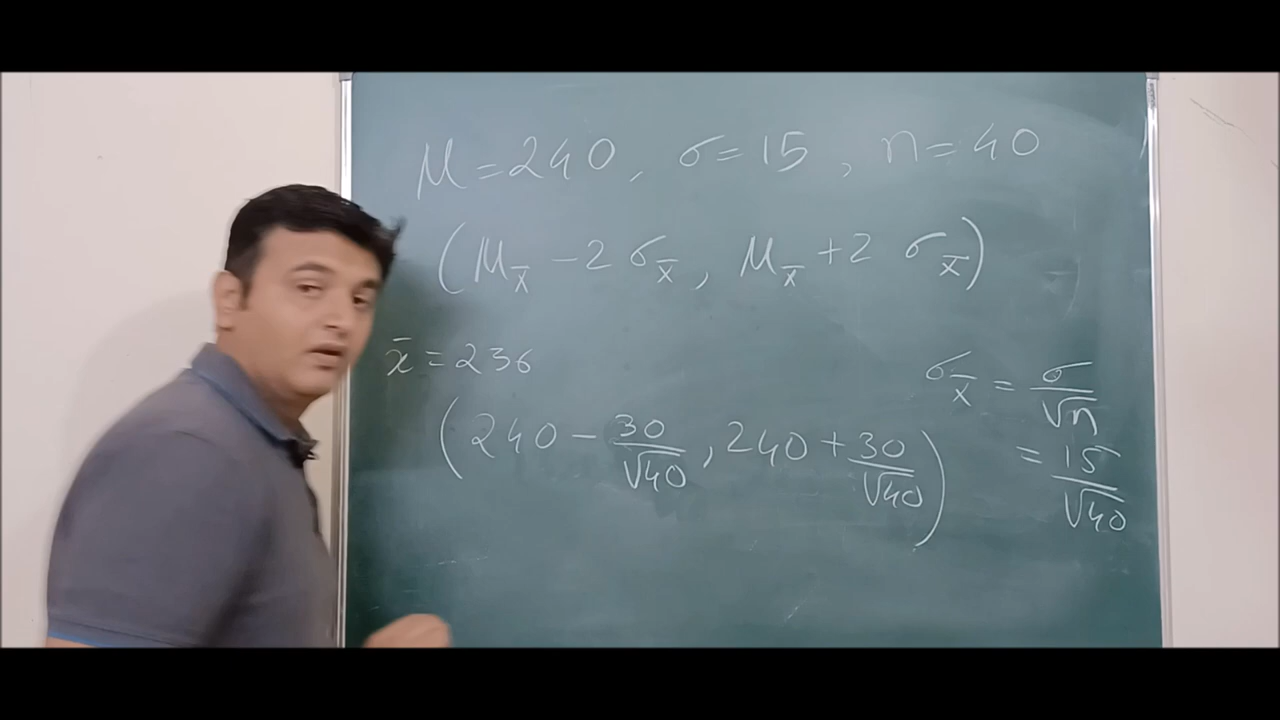 μ = 240, σ = 15, n = 40
(μ_x̄ − 2 σ_x̄, μ_x̄ + 2 σ_x̄)
x̄ = 236
σ_x̄ = σ/√n
(240 − 30/√40, 240 + 30/√40)
= 15/√40